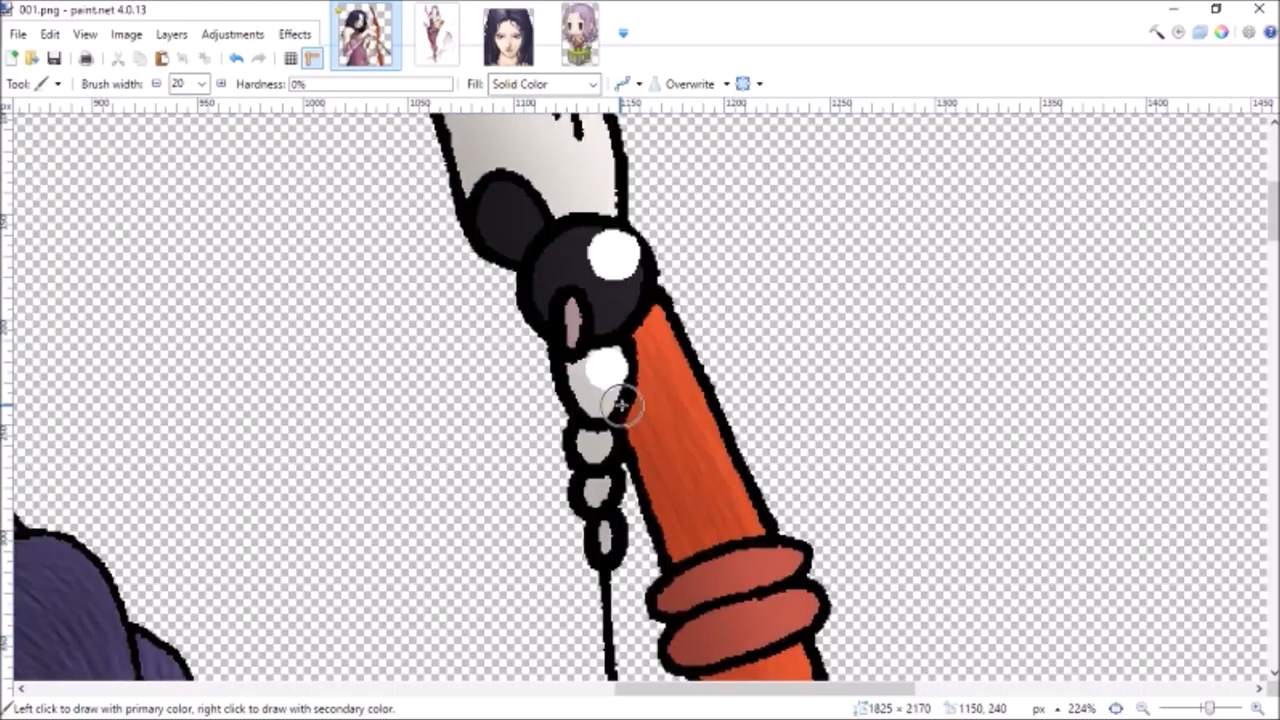 001.png - paint.net 4.0.13
File Edit View Image Layers Adjustments Effects
Tool: Brush width: 20 Hardness: 0% Fill: Solid Color Overwrite
px 900 950 1000 1050 1100 1150 1200 1250 1300 1350 1400 1450
Left click to draw with primary color, right click to draw with secondary color. 1825 × 2170 1150, 240 px 224%